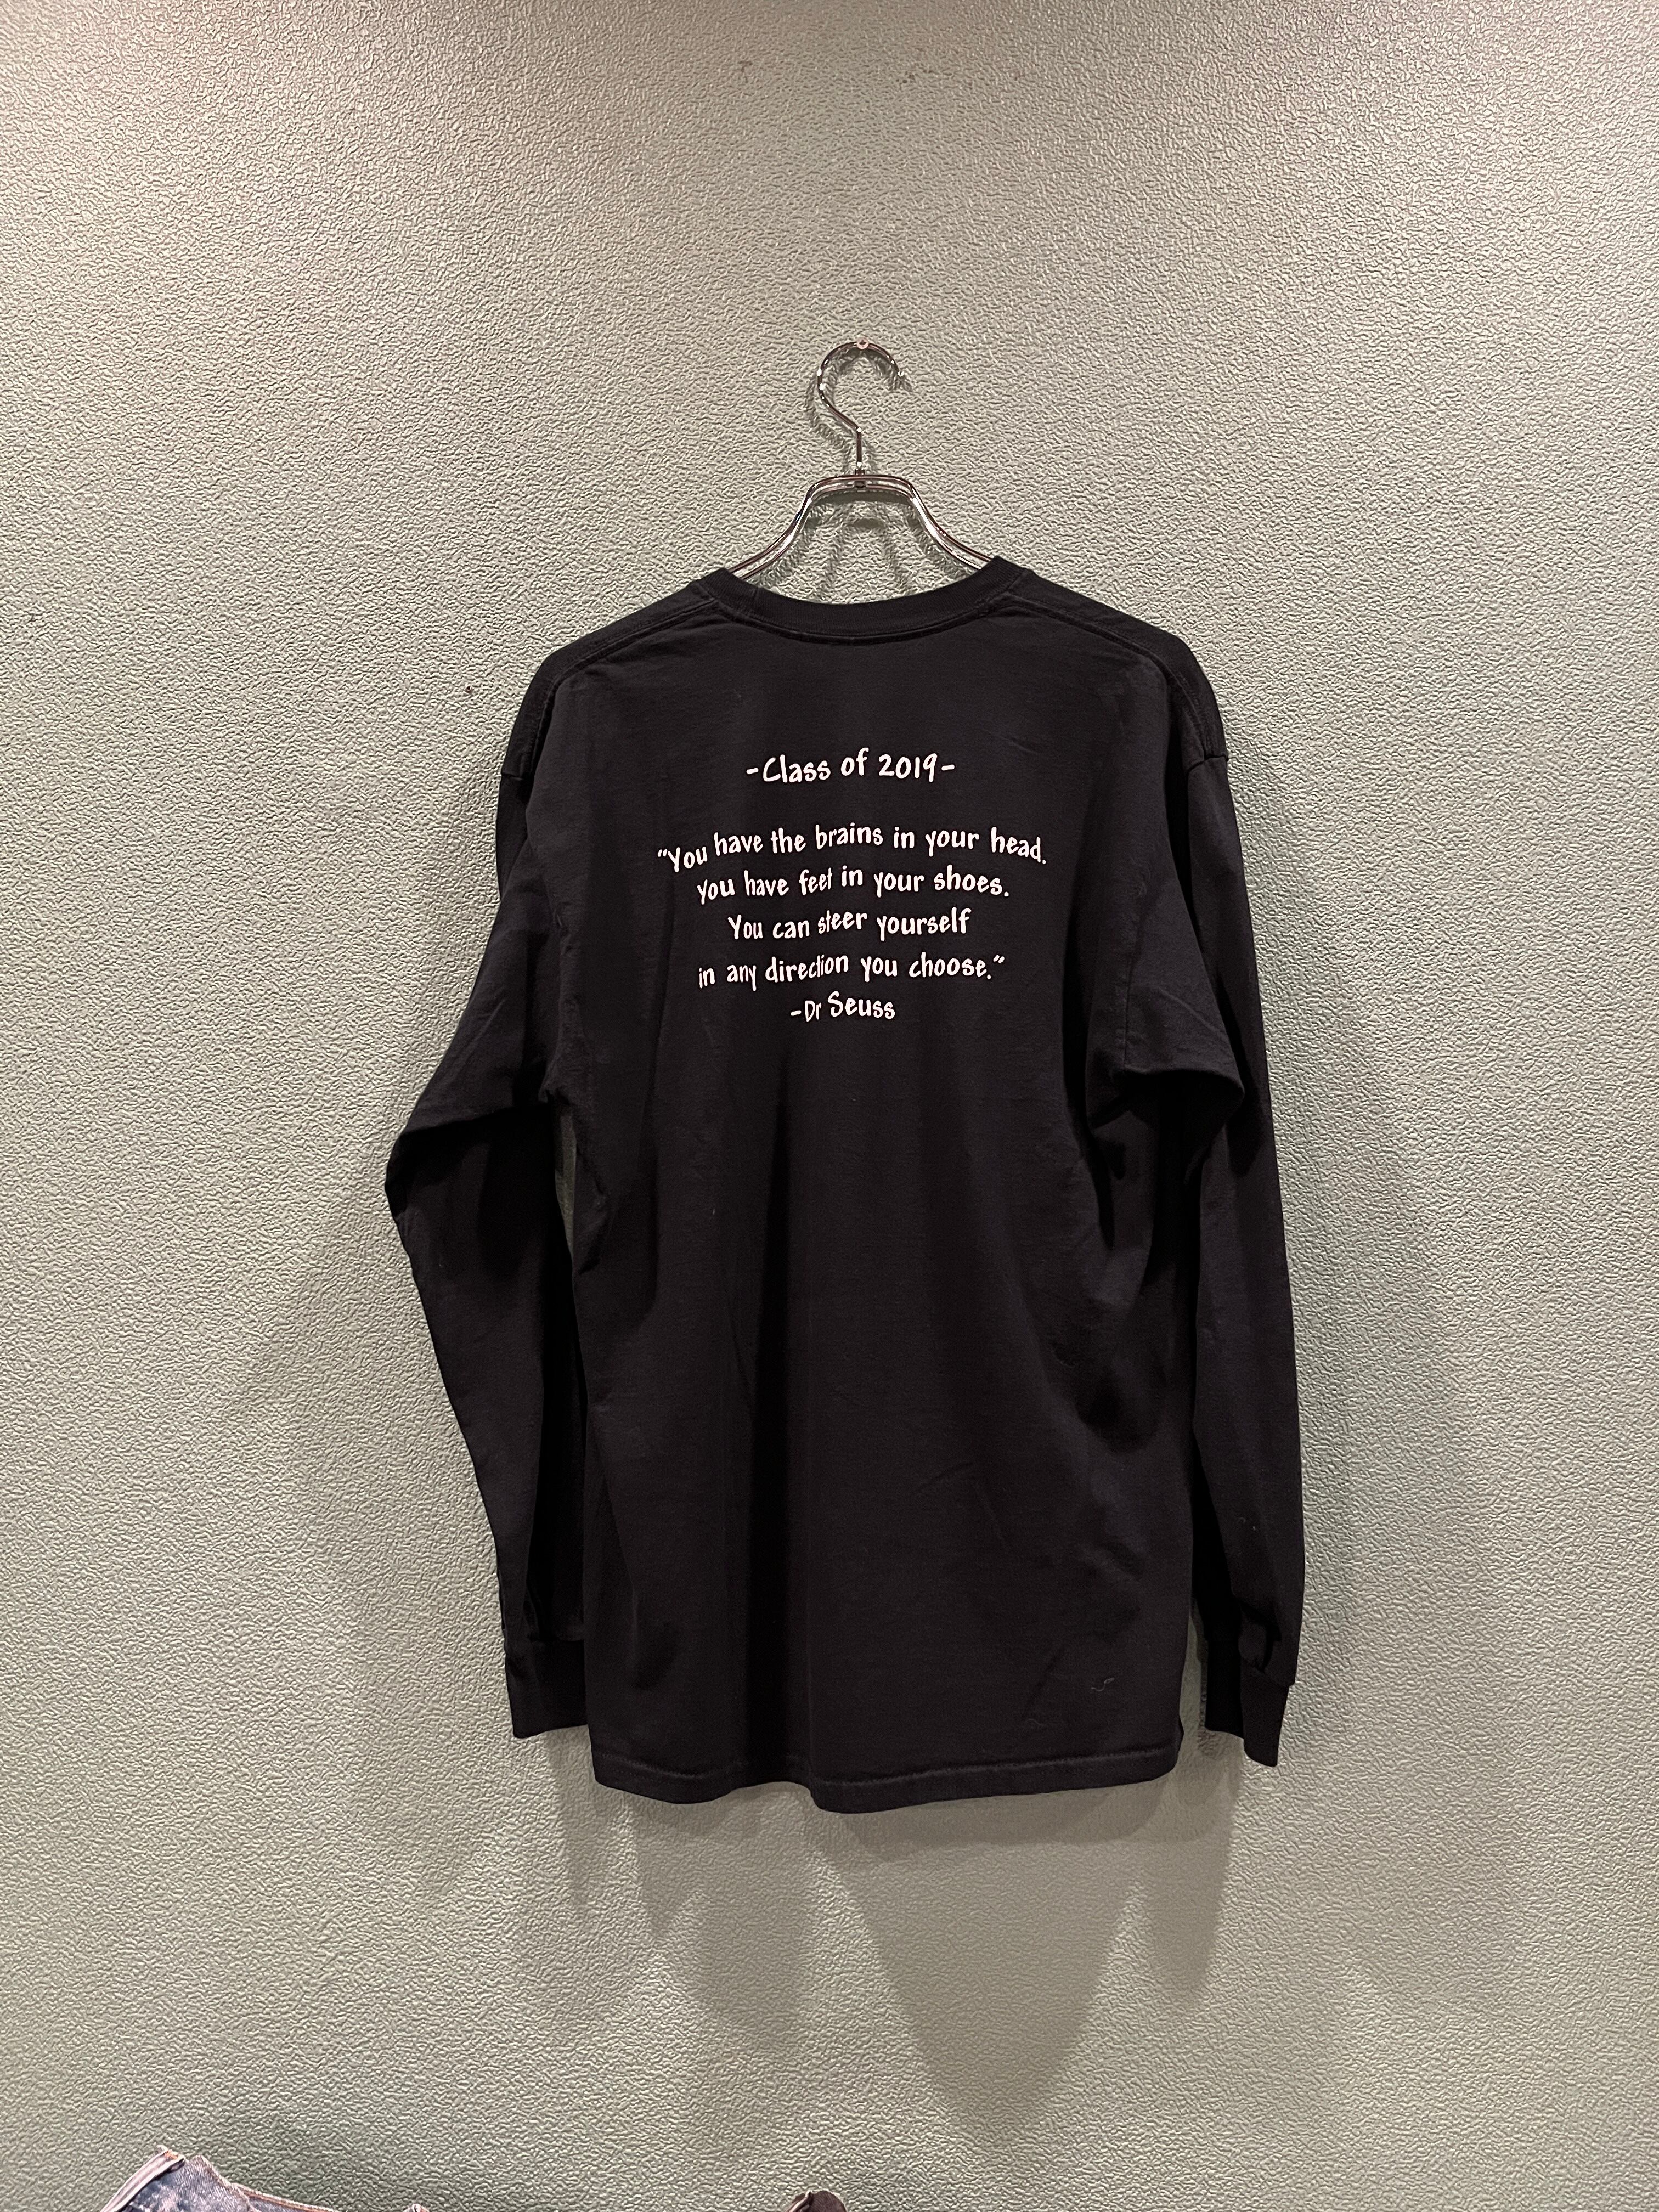 -Class of 2019-
“You have the brains in your head.
You have feet in your shoes.
You can steer yourself
in any direction you choose.”
-Dr Seuss